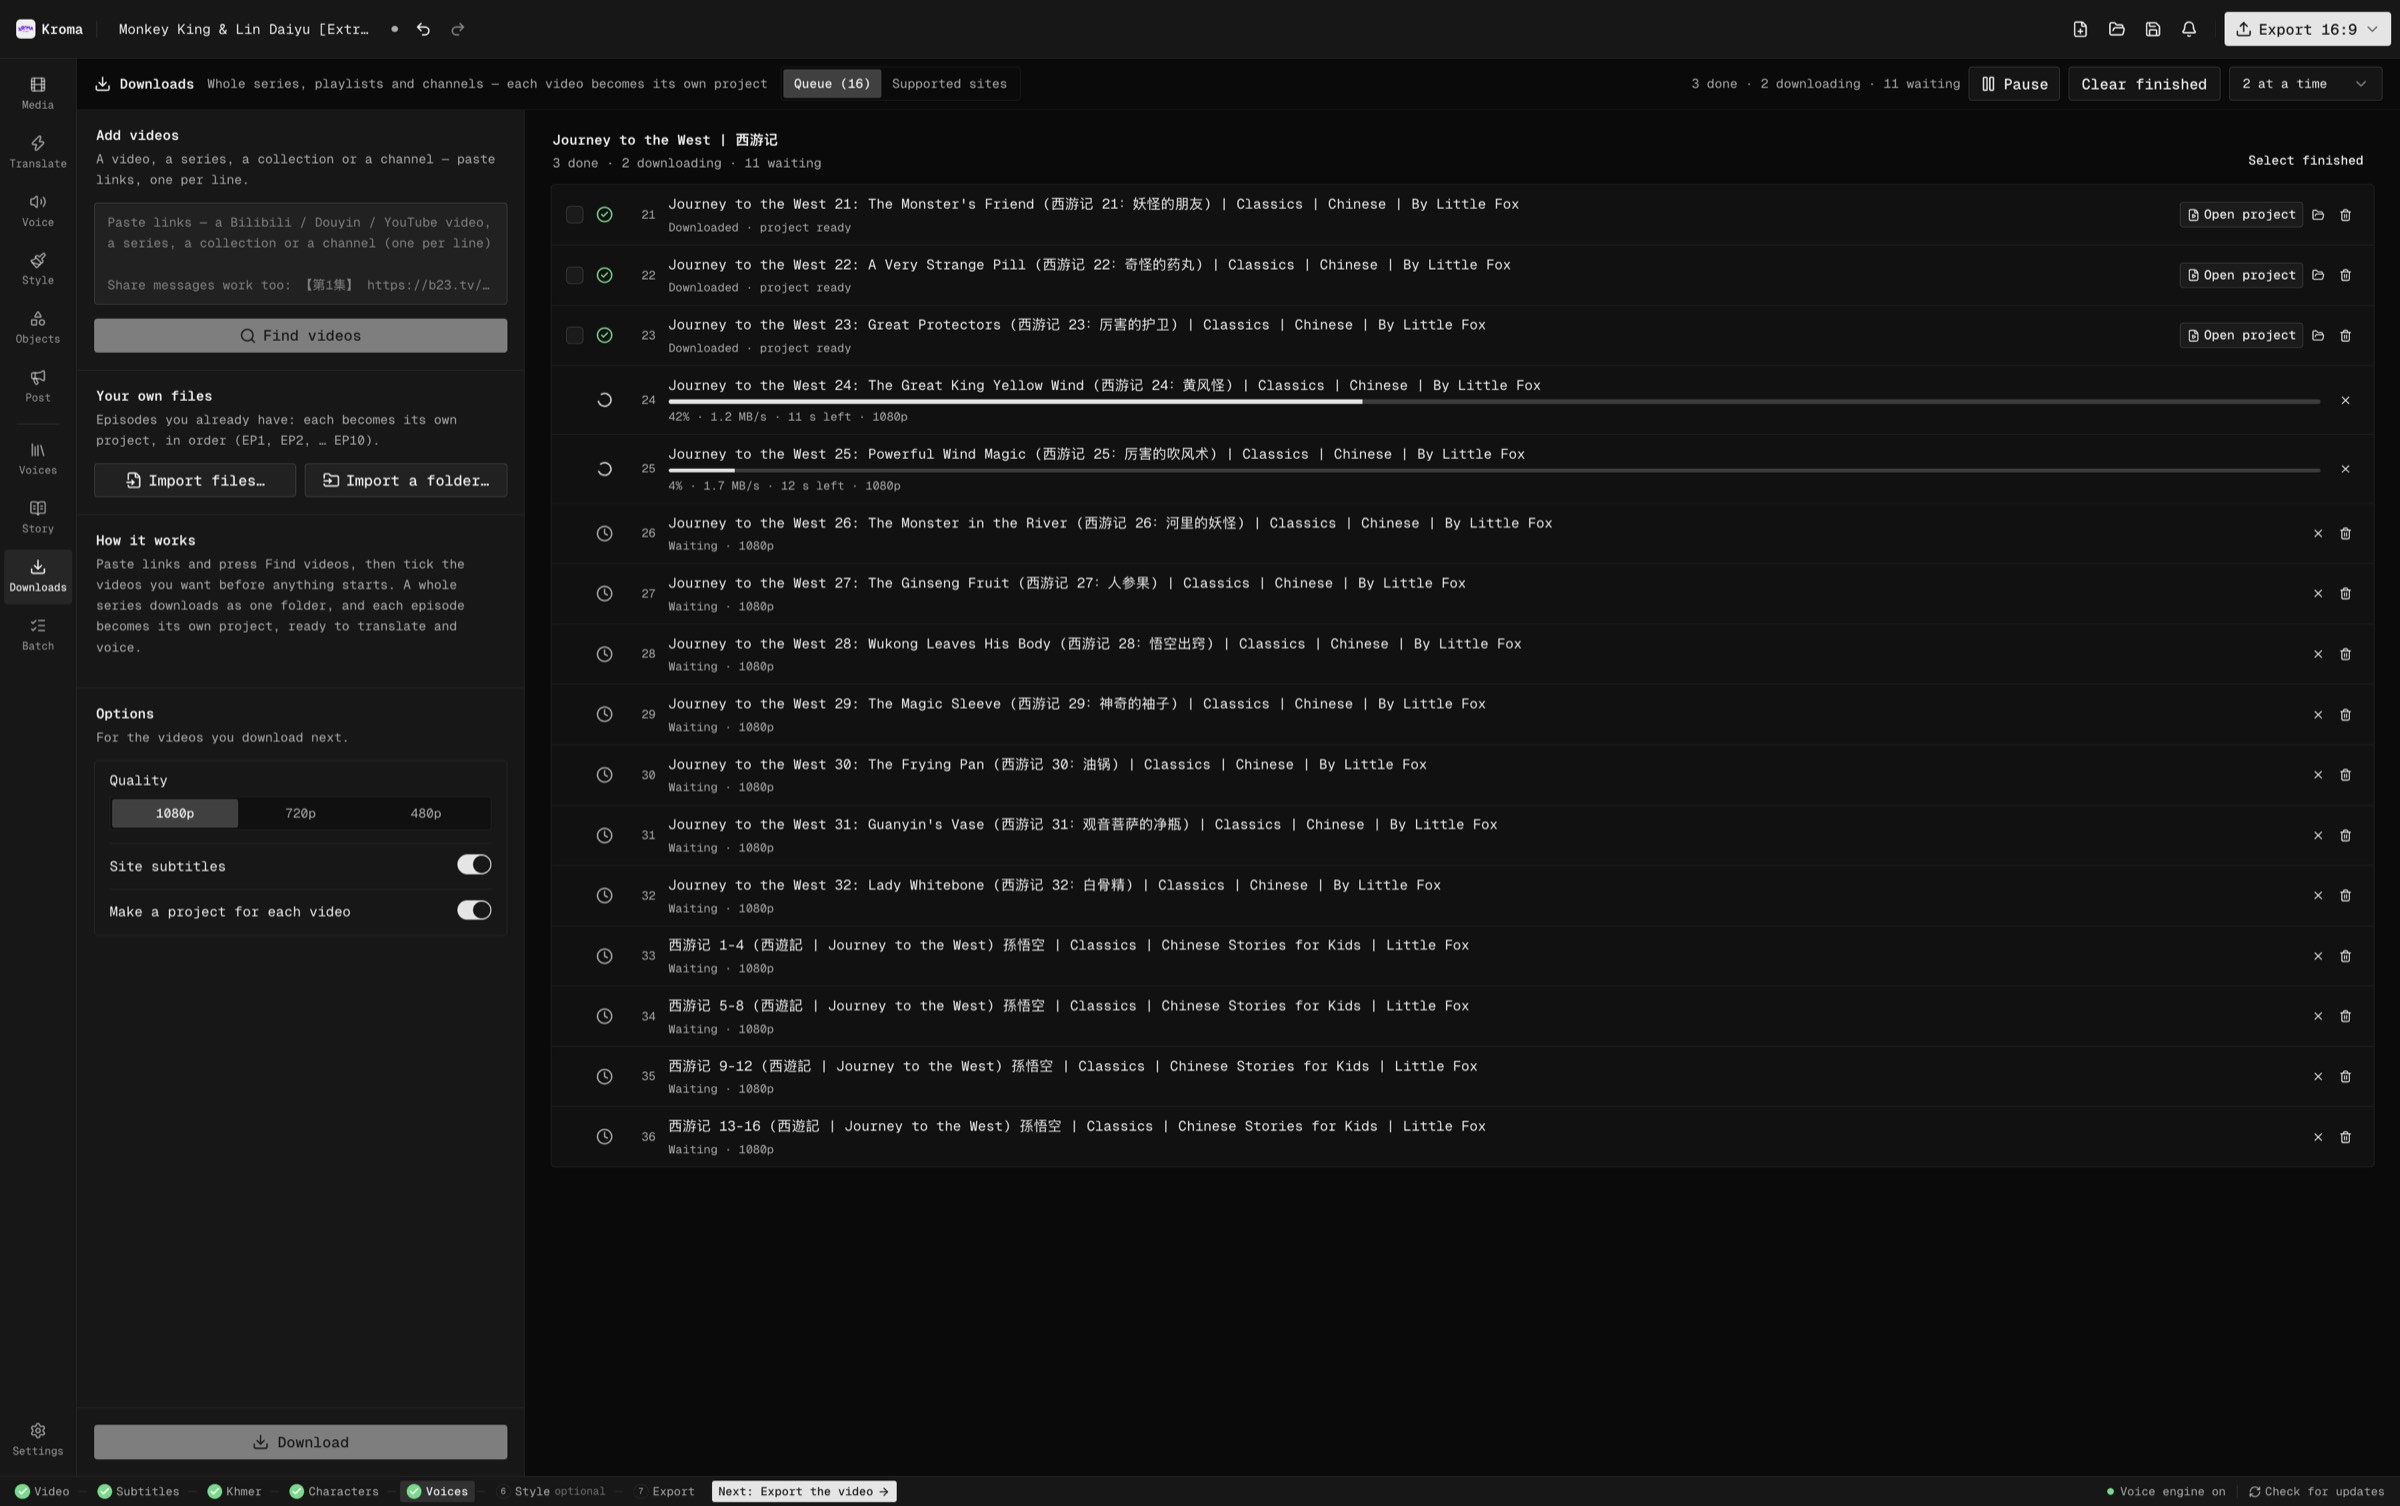 Kroma
Monkey King & Lin Daiyu [Extr…
Export 16:9
Media
Translate
Voice
Style
Objects
Post
Voices
Story
Downloads
Batch
Settings
Downloads
Whole series, playlists and channels — each video becomes its own project
Queue (16)
Supported sites
3 done · 2 downloading · 11 waiting
Pause
Clear finished
2 at a time
Add videos
A video, a series, a collection or a channel — paste
links, one per line.
Paste links — a Bilibili / Douyin / YouTube video,
a series, a collection or a channel (one per line)
Share messages work too: 【第1集】 https://b23.tv/…
Find videos
Your own files
Episodes you already have: each becomes its own
project, in order (EP1, EP2, … EP10).
Import files…
Import a folder…
How it works
Paste links and press Find videos, then tick the
videos you want before anything starts. A whole
series downloads as one folder, and each episode
becomes its own project, ready to translate and
voice.
Options
For the videos you download next.
Quality
1080p 720p 480p
Site subtitles
Make a project for each video
Download
Journey to the West | 西游记
3 done · 2 downloading · 11 waiting
Select finished
21 Journey to the West 21: The Monster's Friend (西游记 21: 妖怪的朋友) | Classics | Chinese | By Little Fox
Downloaded · project ready
Open project
22 Journey to the West 22: A Very Strange Pill (西游记 22: 奇怪的药丸) | Classics | Chinese | By Little Fox
Downloaded · project ready
Open project
23 Journey to the West 23: Great Protectors (西游记 23: 厉害的护卫) | Classics | Chinese | By Little Fox
Downloaded · project ready
Open project
24 Journey to the West 24: The Great King Yellow Wind (西游记 24: 黄风怪) | Classics | Chinese | By Little Fox
42% · 1.2 MB/s · 11 s left · 1080p
25 Journey to the West 25: Powerful Wind Magic (西游记 25: 厉害的吹风术) | Classics | Chinese | By Little Fox
4% · 1.7 MB/s · 12 s left · 1080p
26 Journey to the West 26: The Monster in the River (西游记 26: 河里的妖怪) | Classics | Chinese | By Little Fox
Waiting · 1080p
27 Journey to the West 27: The Ginseng Fruit (西游记 27: 人参果) | Classics | Chinese | By Little Fox
Waiting · 1080p
28 Journey to the West 28: Wukong Leaves His Body (西游记 28: 悟空出窍) | Classics | Chinese | By Little Fox
Waiting · 1080p
29 Journey to the West 29: The Magic Sleeve (西游记 29: 神奇的袖子) | Classics | Chinese | By Little Fox
Waiting · 1080p
30 Journey to the West 30: The Frying Pan (西游记 30: 油锅) | Classics | Chinese | By Little Fox
Waiting · 1080p
31 Journey to the West 31: Guanyin's Vase (西游记 31: 观音菩萨的净瓶) | Classics | Chinese | By Little Fox
Waiting · 1080p
32 Journey to the West 32: Lady Whitebone (西游记 32: 白骨精) | Classics | Chinese | By Little Fox
Waiting · 1080p
33 西游记 1-4 (西遊記 | Journey to the West) 孫悟空 | Classics | Chinese Stories for Kids | Little Fox
Waiting · 1080p
34 西游记 5-8 (西遊記 | Journey to the West) 孫悟空 | Classics | Chinese Stories for Kids | Little Fox
Waiting · 1080p
35 西游记 9-12 (西遊記 | Journey to the West) 孫悟空 | Classics | Chinese Stories for Kids | Little Fox
Waiting · 1080p
36 西游记 13-16 (西遊記 | Journey to the West) 孫悟空 | Classics | Chinese Stories for Kids | Little Fox
Waiting · 1080p
Video
Subtitles
Khmer
Characters
Voices
6 Style optional
7 Export
Next: Export the video →
Voice engine on
Check for updates